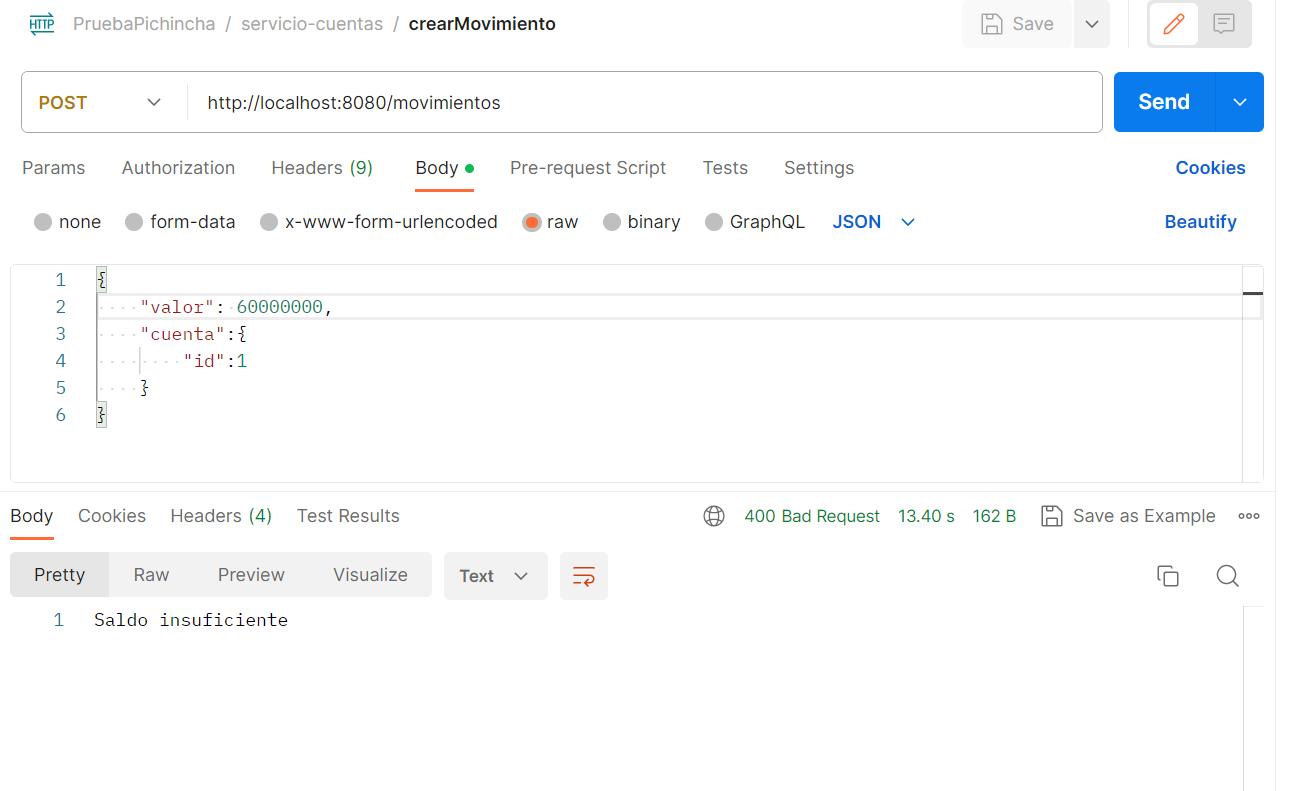 HTTP PruebaPichincha / servicio-cuentas / crearMovimiento Save
POST http://localhost:8080/movimientos Send
Params Authorization Headers (9) Body Pre-request Script Tests Settings Cookies
none form-data x-www-form-urlencoded raw binary GraphQL JSON Beautify
1 {
2 "valor": 60000000,
3 "cuenta":{
4 "id":1
5 }
6 }
Body Cookies Headers (4) Test Results 400 Bad Request 13.40 s 162 B Save as Example
Pretty Raw Preview Visualize Text
1 Saldo insuficiente